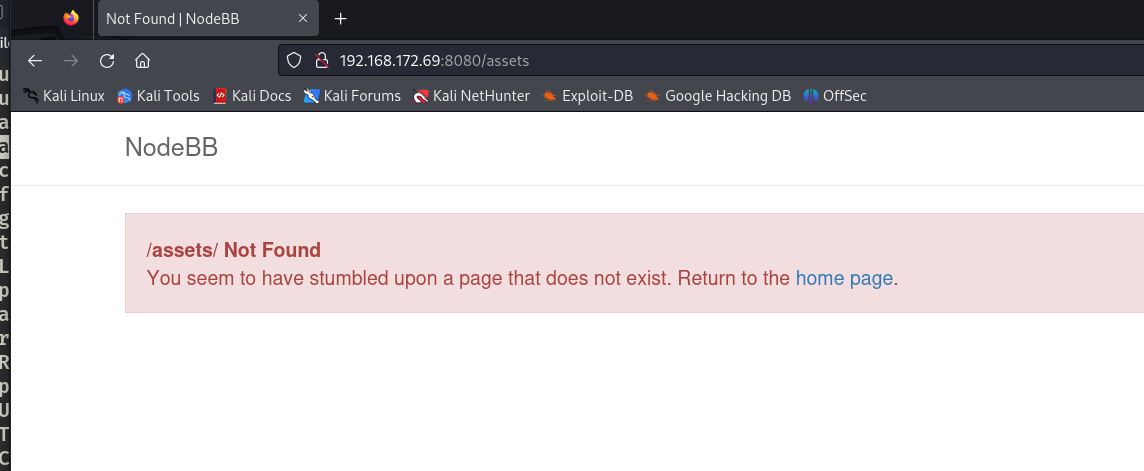 Not Found | NodeBB
192.168.172.69:8080/assets
Kali Linux Kali Tools Kali Docs Kali Forums Kali NetHunter Exploit-DB Google Hacking DB OffSec
NodeBB
/assets/ Not Found
You seem to have stumbled upon a page that does not exist. Return to the home page.